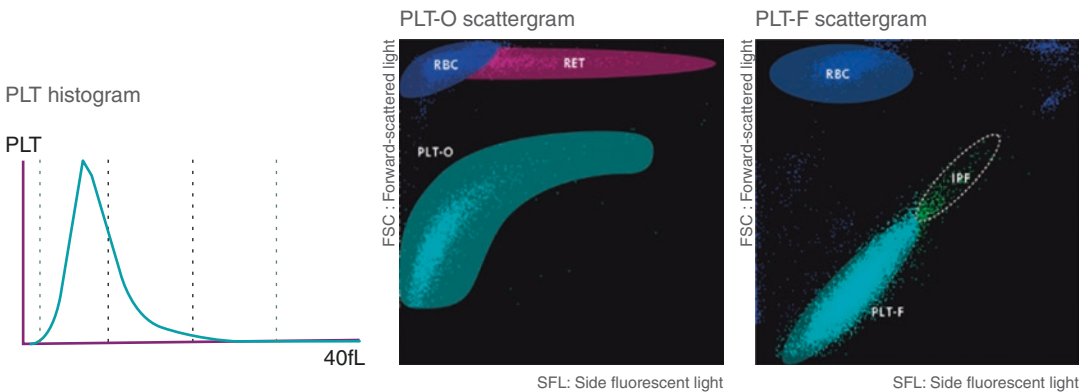 PLT histogram
PLT
40fL
PLT-O scattergram
FSC : Forward-scattered light
RBC
RET
PLT-O
SFL: Side fluorescent light
PLT-F scattergram
FSC : Forward-scattered light
RBC
IPF
PLT-F
SFL: Side fluorescent light